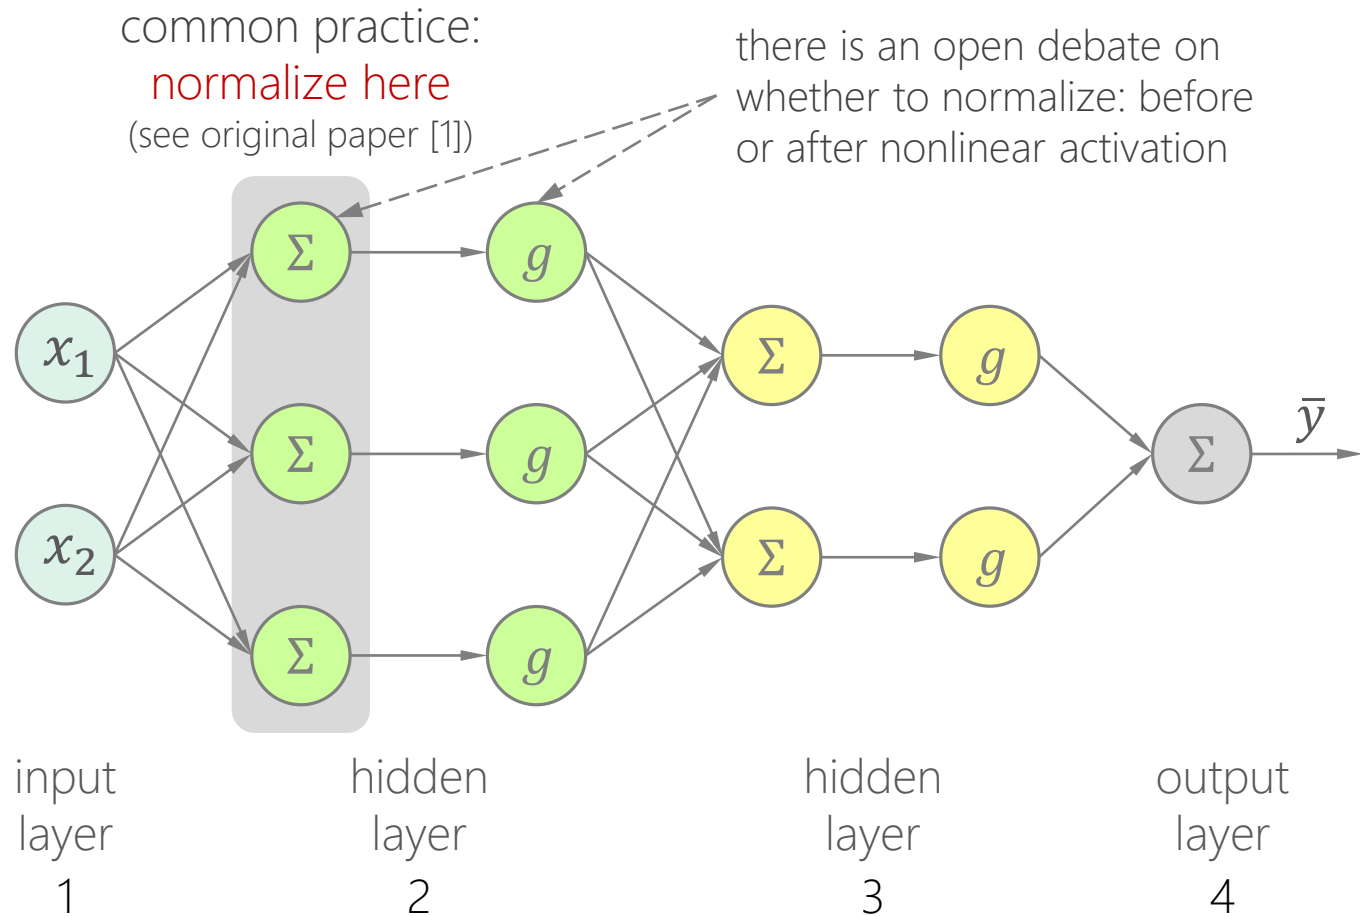 common practice:
normalize here
(see original paper [1])
there is an open debate on
whether to normalize: before
or after nonlinear activation
x₁
x₂
Σ
Σ
Σ
g
g
g
Σ
Σ
g
g
Σ
y̅
input
layer
1
hidden
layer
2
hidden
layer
3
output
layer
4